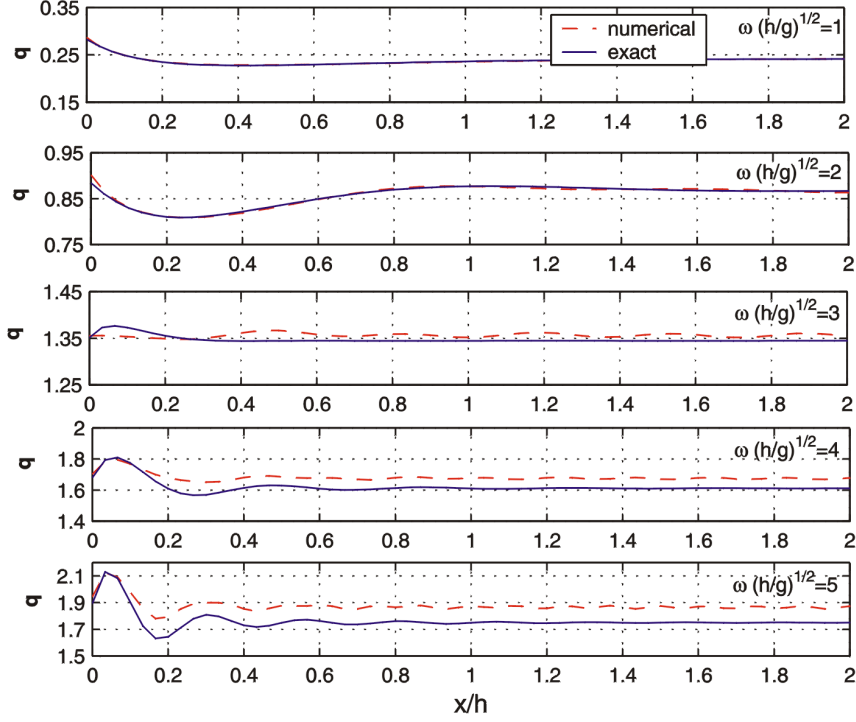 0.35
0.25
0.15
q
numerical
exact
ω (h/g)^1/2=1
0 0.2 0.4 0.6 0.8 1 1.2 1.4 1.6 1.8 2
0.95
0.85
0.75
q
ω (h/g)^1/2=2
0 0.2 0.4 0.6 0.8 1 1.2 1.4 1.6 1.8 2
1.45
1.35
1.25
q
ω (h/g)^1/2=3
0 0.2 0.4 0.6 0.8 1 1.2 1.4 1.6 1.8 2
2
1.8
1.6
1.4
q
ω (h/g)^1/2=4
0 0.2 0.4 0.6 0.8 1 1.2 1.4 1.6 1.8 2
2.1
1.9
1.7
1.5
q
ω (h/g)^1/2=5
0 0.2 0.4 0.6 0.8 1 1.2 1.4 1.6 1.8 2
x/h